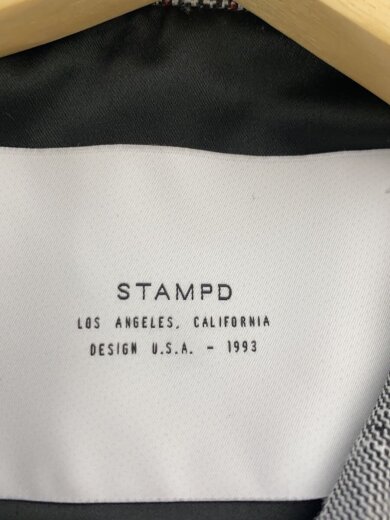 STAMPD
LOS ANGELES, CALIFORNIA
DESIGN U.S.A. - 1993